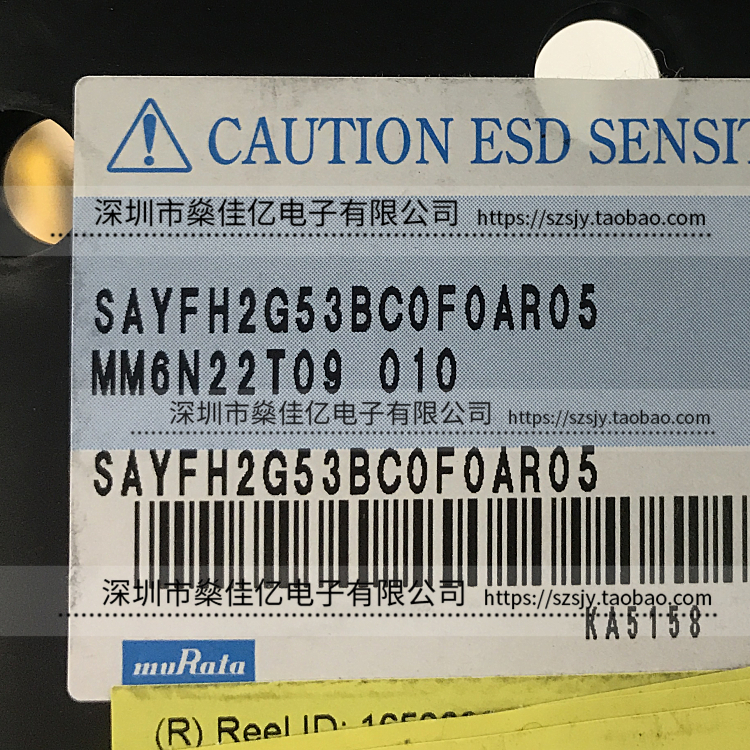 CAUTION ESD
深圳市燊佳亿电子有限公司 https://szsjy.taobao.com
SAYFH2G53BC0F0AR05
MM6N22T09 010
深圳市燊佳亿电子有限公司 https://szsjy.taobao.com
SAYFH2G53BC0F0AR05
深圳市燊佳亿电子有限公司 https://szsjy.taobao.com
KA5158
muRata
(R) Reel ID: